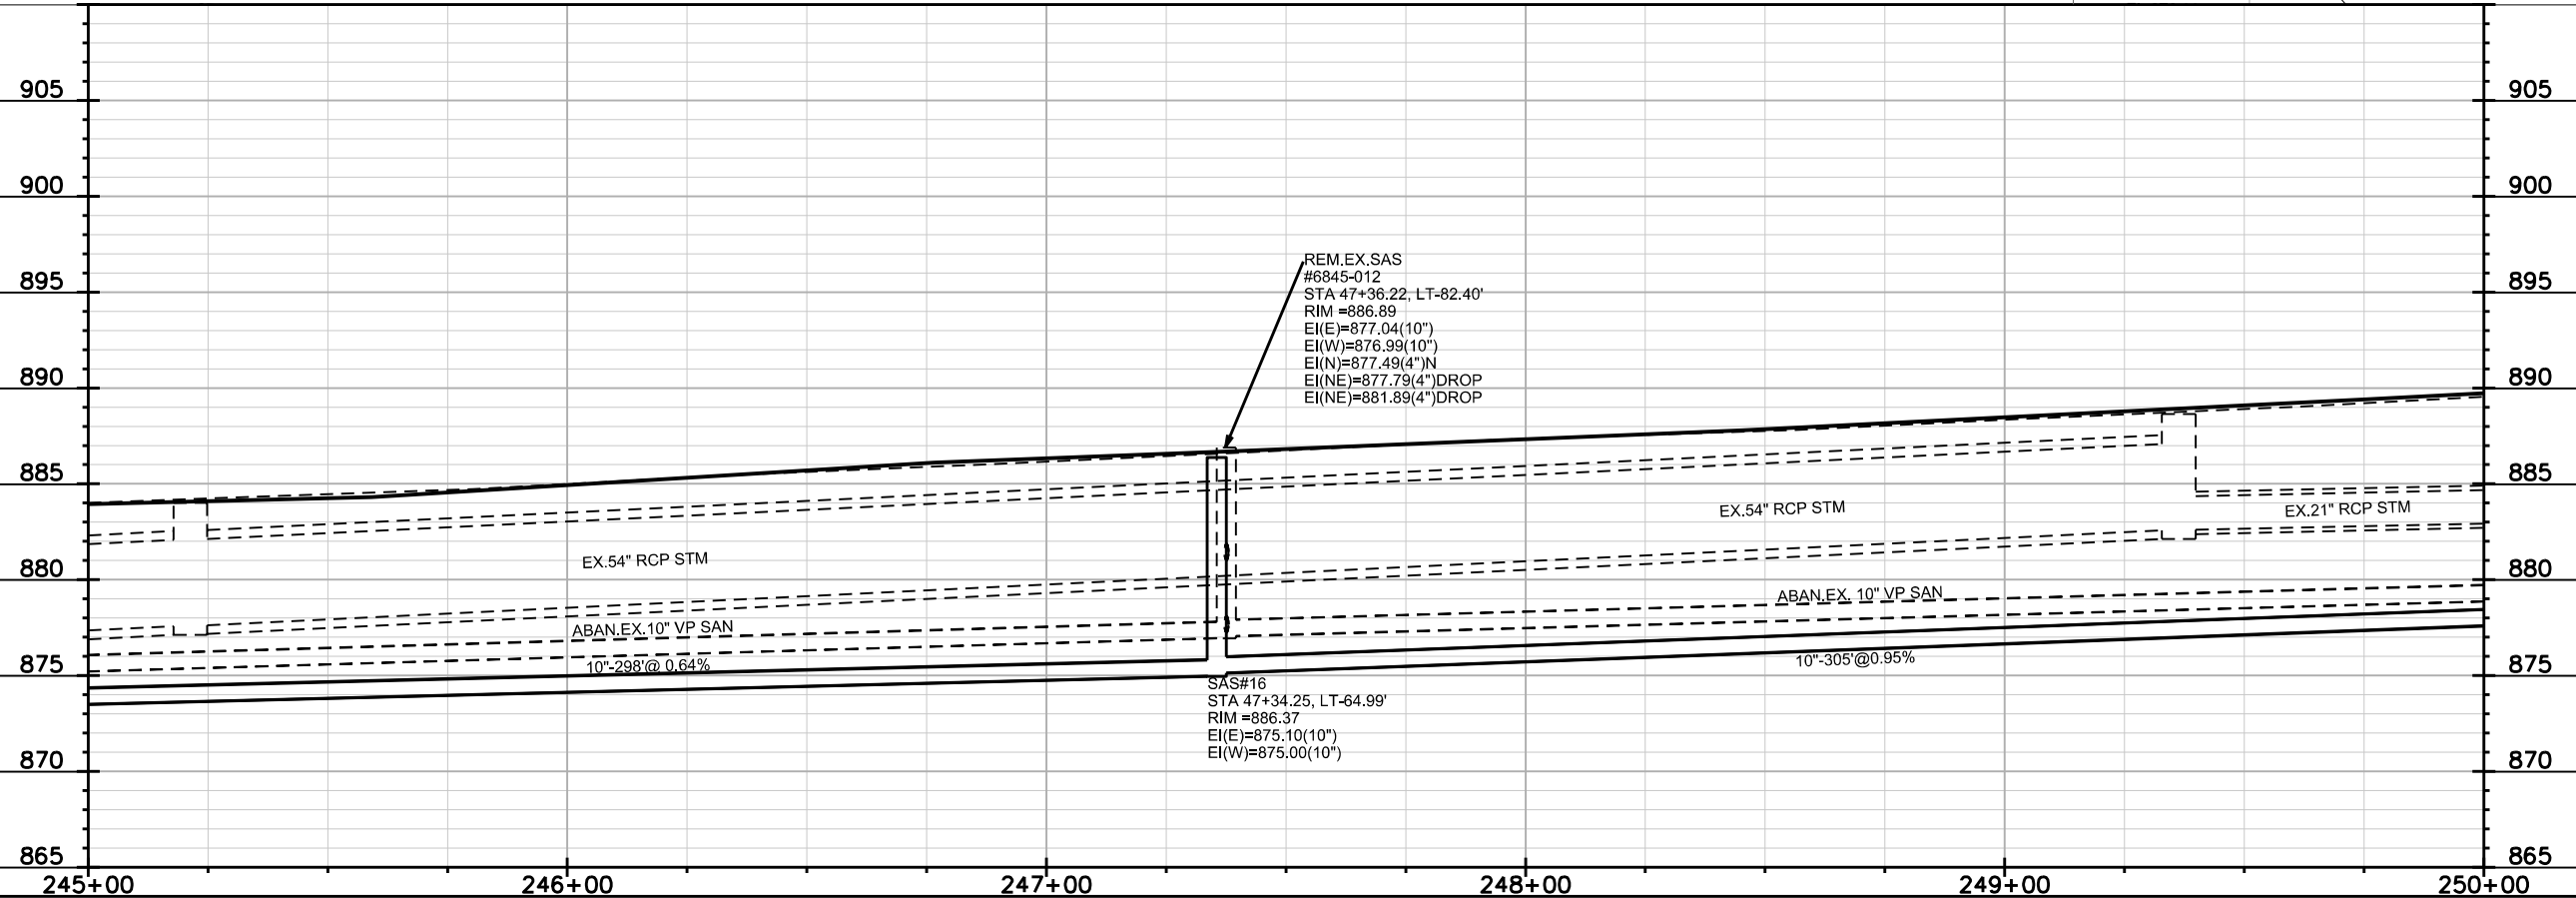 905 905
900 900
895 895
REM.EX.SAS
#6845-012
STA 47+36.22, LT-82.40'
RIM =886.89
EI(E)=877.04(10")
EI(W)=876.99(10")
EI(N)=877.49(4")N
EI(NE)=877.79(4")DROP
EI(NE)=881.89(4")DROP
890 890
885 885
EX.54" RCP STM
EX.21" RCP STM
EX.54" RCP STM
880 880
ABAN.EX. 10" VP SAN
ABAN.EX.10" VP SAN
10"-298'@ 0.64%
10"-305'@0.95%
875 875
SAS#16
STA 47+34.25, LT-64.99'
RIM =886.37
EI(E)=875.10(10")
EI(W)=875.00(10")
870 870
865 865
245+00 246+00 247+00 248+00 249+00 250+00